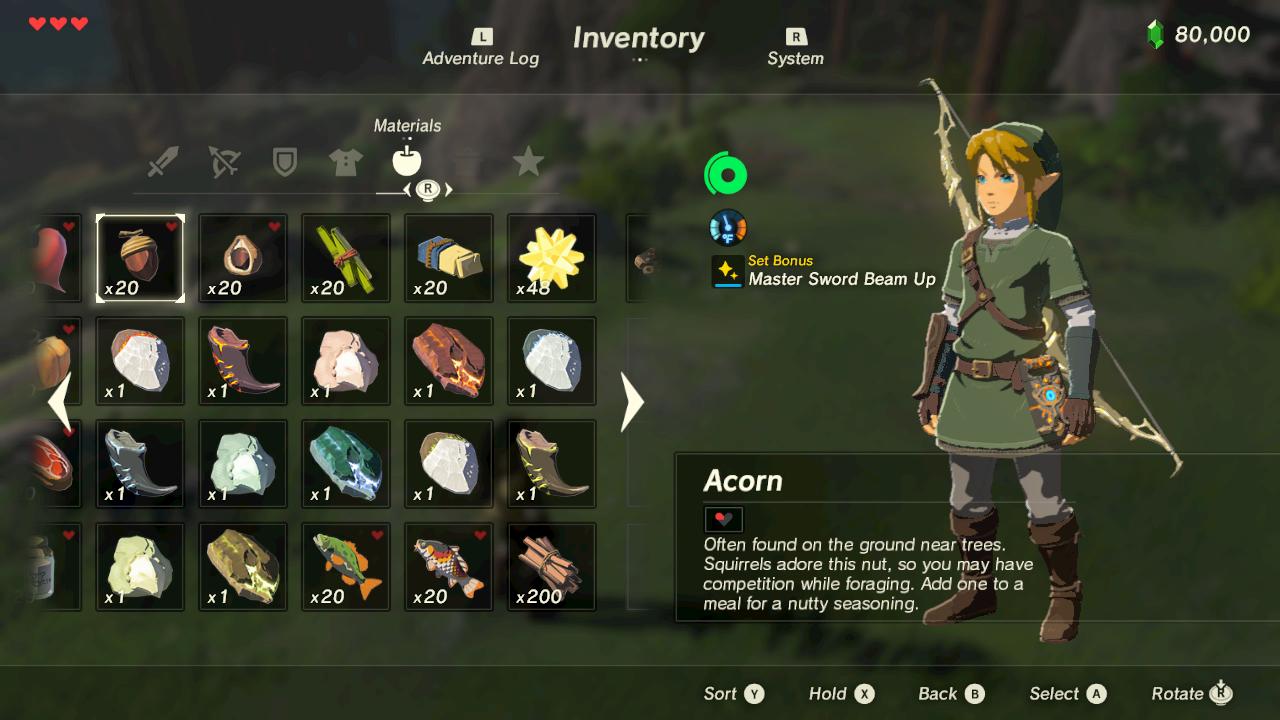 L
Inventory
R
80,000
Adventure Log
System
Materials
R
x20
x20
x20
x20
x48
°F
Set Bonus
Master Sword Beam Up
x1
x1
x1
x1
x1
x1
x1
x1
x1
x1
Acorn
Often found on the ground near trees.
Squirrels adore this nut, so you may have
competition while foraging. Add one to a
meal for a nutty seasoning.
x1
x1
x20
x20
x200
Sort Y
Hold X
Back B
Select A
Rotate R